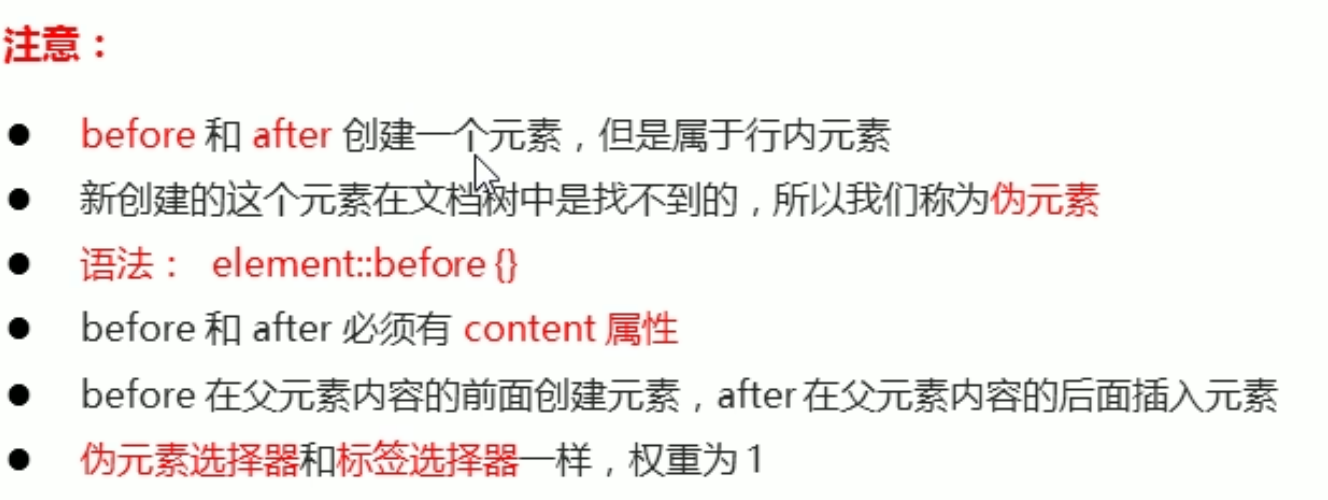 注意：
● before 和 after 创建一个元素，但是属于行内元素
● 新创建的这个元素在文档树中是找不到的，所以我们称为伪元素
● 语法： element::before {}
● before 和 after 必须有 content 属性
● before 在父元素内容的前面创建元素，after 在父元素内容的后面插入元素
● 伪元素选择器和标签选择器一样，权重为 1